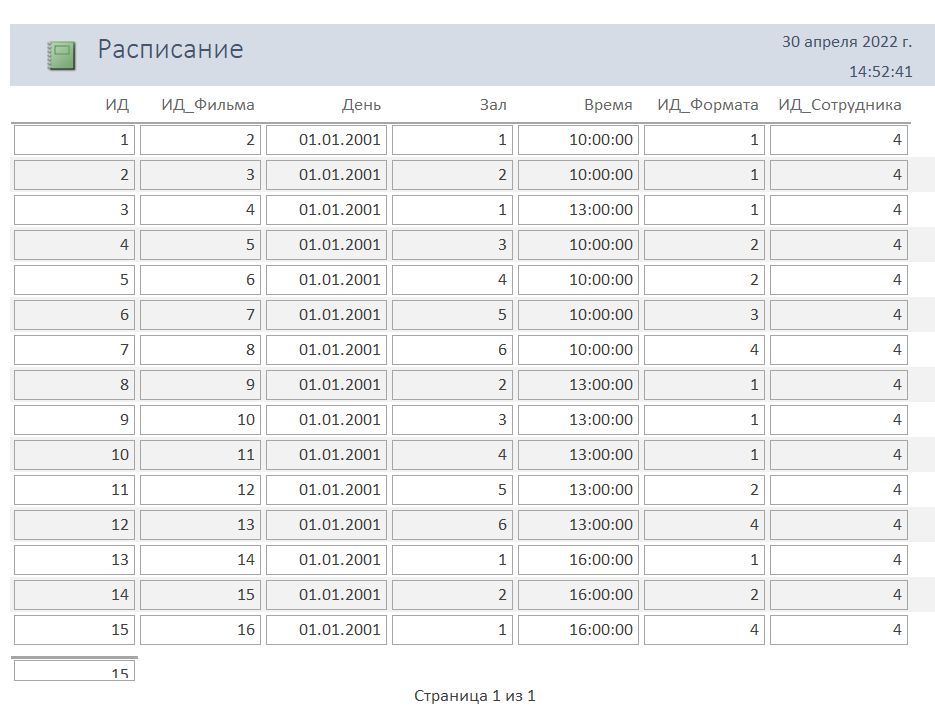 Расписание
30 апреля 2022 г.
14:52:41
ИД ИД_Фильма День Зал Время ИД_Формата ИД_Сотрудника
1 2 01.01.2001 1 10:00:00 1 4
2 3 01.01.2001 2 10:00:00 1 4
3 4 01.01.2001 1 13:00:00 1 4
4 5 01.01.2001 3 10:00:00 2 4
5 6 01.01.2001 4 10:00:00 2 4
6 7 01.01.2001 5 10:00:00 3 4
7 8 01.01.2001 6 10:00:00 4 4
8 9 01.01.2001 2 13:00:00 1 4
9 10 01.01.2001 3 13:00:00 1 4
10 11 01.01.2001 4 13:00:00 1 4
11 12 01.01.2001 5 13:00:00 2 4
12 13 01.01.2001 6 13:00:00 4 4
13 14 01.01.2001 1 16:00:00 1 4
14 15 01.01.2001 2 16:00:00 2 4
15 16 01.01.2001 1 16:00:00 4 4
15
Страница 1 из 1